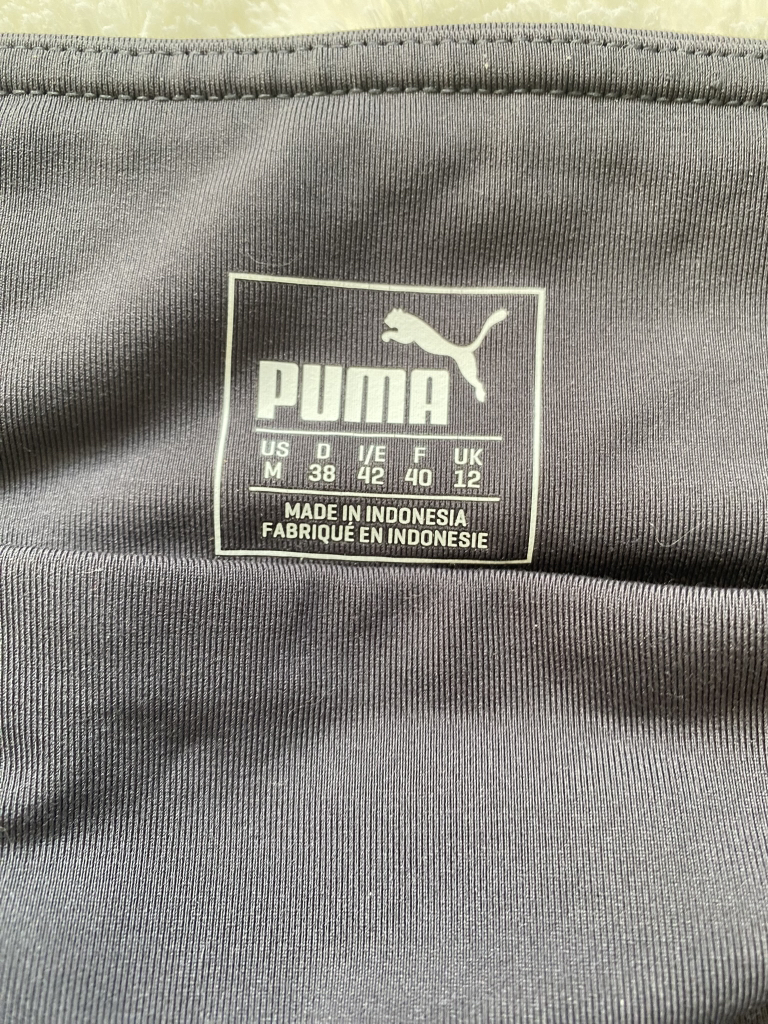 PUMA
US D I/E F UK
M 38 42 40 12
MADE IN INDONESIA
FABRIQUÉ EN INDONESIE